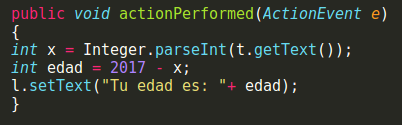 public void actionPerformed(ActionEvent e)
{
int x = Integer.parseInt(t.getText());
int edad = 2017 - x;
l.setText("Tu edad es: "+ edad);
}